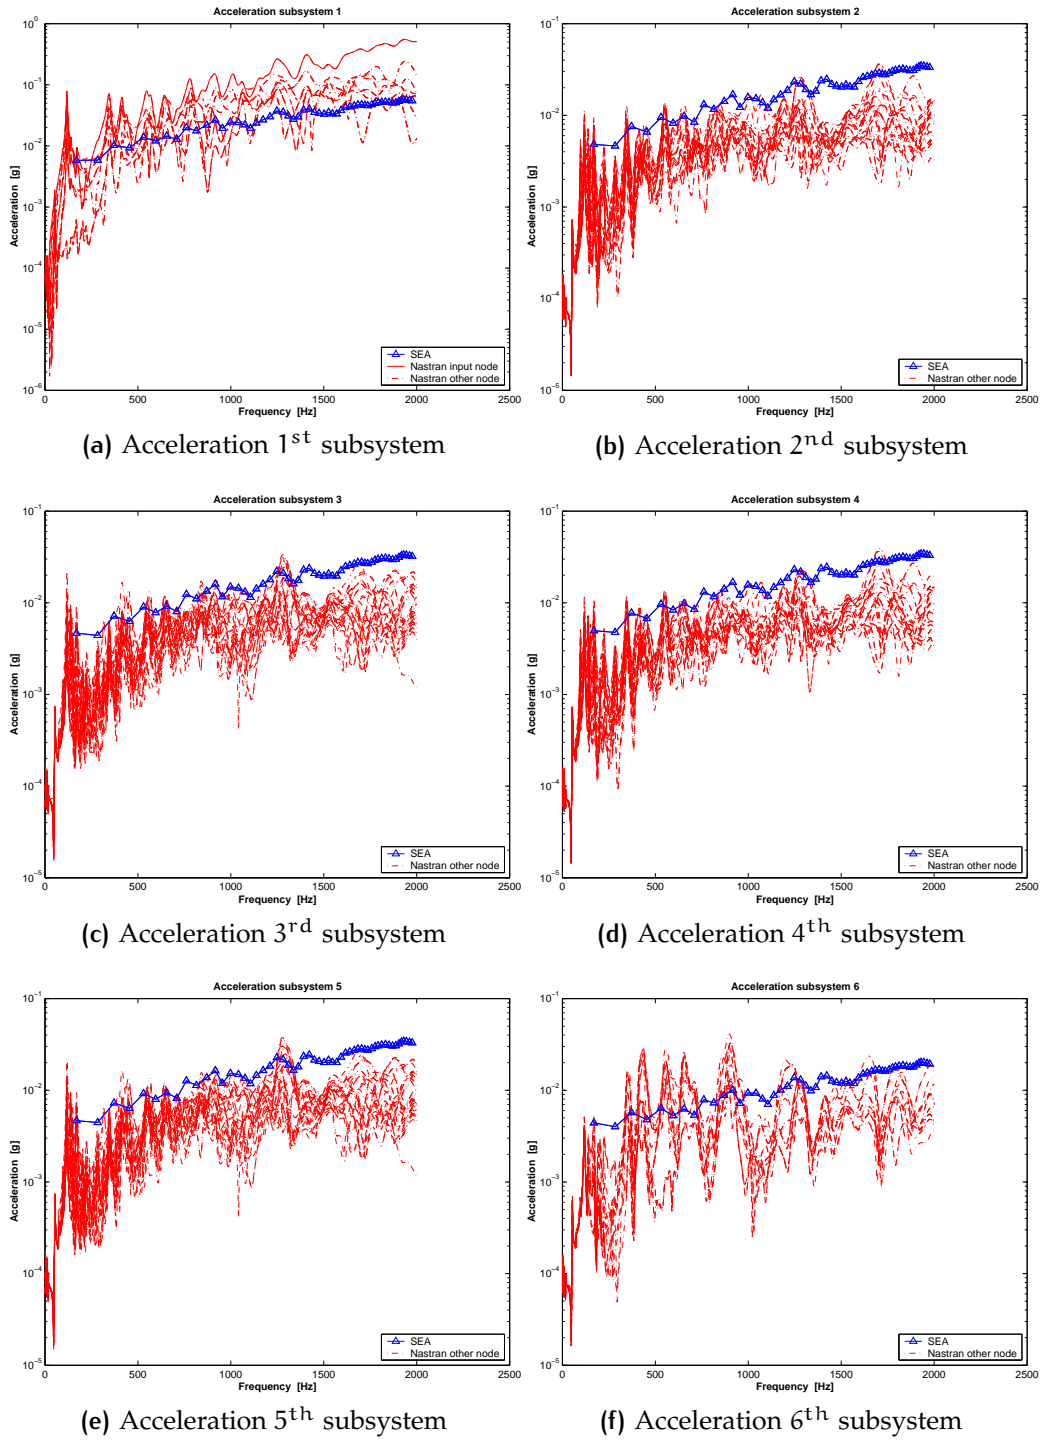 Acceleration subsystem 1
Acceleration [g]
10^0
10^-1
10^-2
10^-3
10^-4
10^-5
10^-6
0 500 1000 1500 2000 2500
Frequency [Hz]
SEA
Nastran input node
Nastran other node
(a) Acceleration 1st subsystem
Acceleration subsystem 2
Acceleration [g]
10^-1
10^-2
10^-3
10^-4
10^-5
0 500 1000 1500 2000 2500
Frequency [Hz]
SEA
Nastran other node
(b) Acceleration 2nd subsystem
Acceleration subsystem 3
Acceleration [g]
10^-1
10^-2
10^-3
10^-4
10^-5
0 500 1000 1500 2000 2500
Frequency [Hz]
SEA
Nastran other node
(c) Acceleration 3rd subsystem
Acceleration subsystem 4
Acceleration [g]
10^-1
10^-2
10^-3
10^-4
10^-5
0 500 1000 1500 2000 2500
Frequency [Hz]
SEA
Nastran other node
(d) Acceleration 4th subsystem
Acceleration subsystem 5
Acceleration [g]
10^-1
10^-2
10^-3
10^-4
10^-5
0 500 1000 1500 2000 2500
Frequency [Hz]
SEA
Nastran other node
(e) Acceleration 5th subsystem
Acceleration subsystem 6
Acceleration [g]
10^-1
10^-2
10^-3
10^-4
10^-5
0 500 1000 1500 2000 2500
Frequency [Hz]
SEA
Nastran other node
(f) Acceleration 6th subsystem